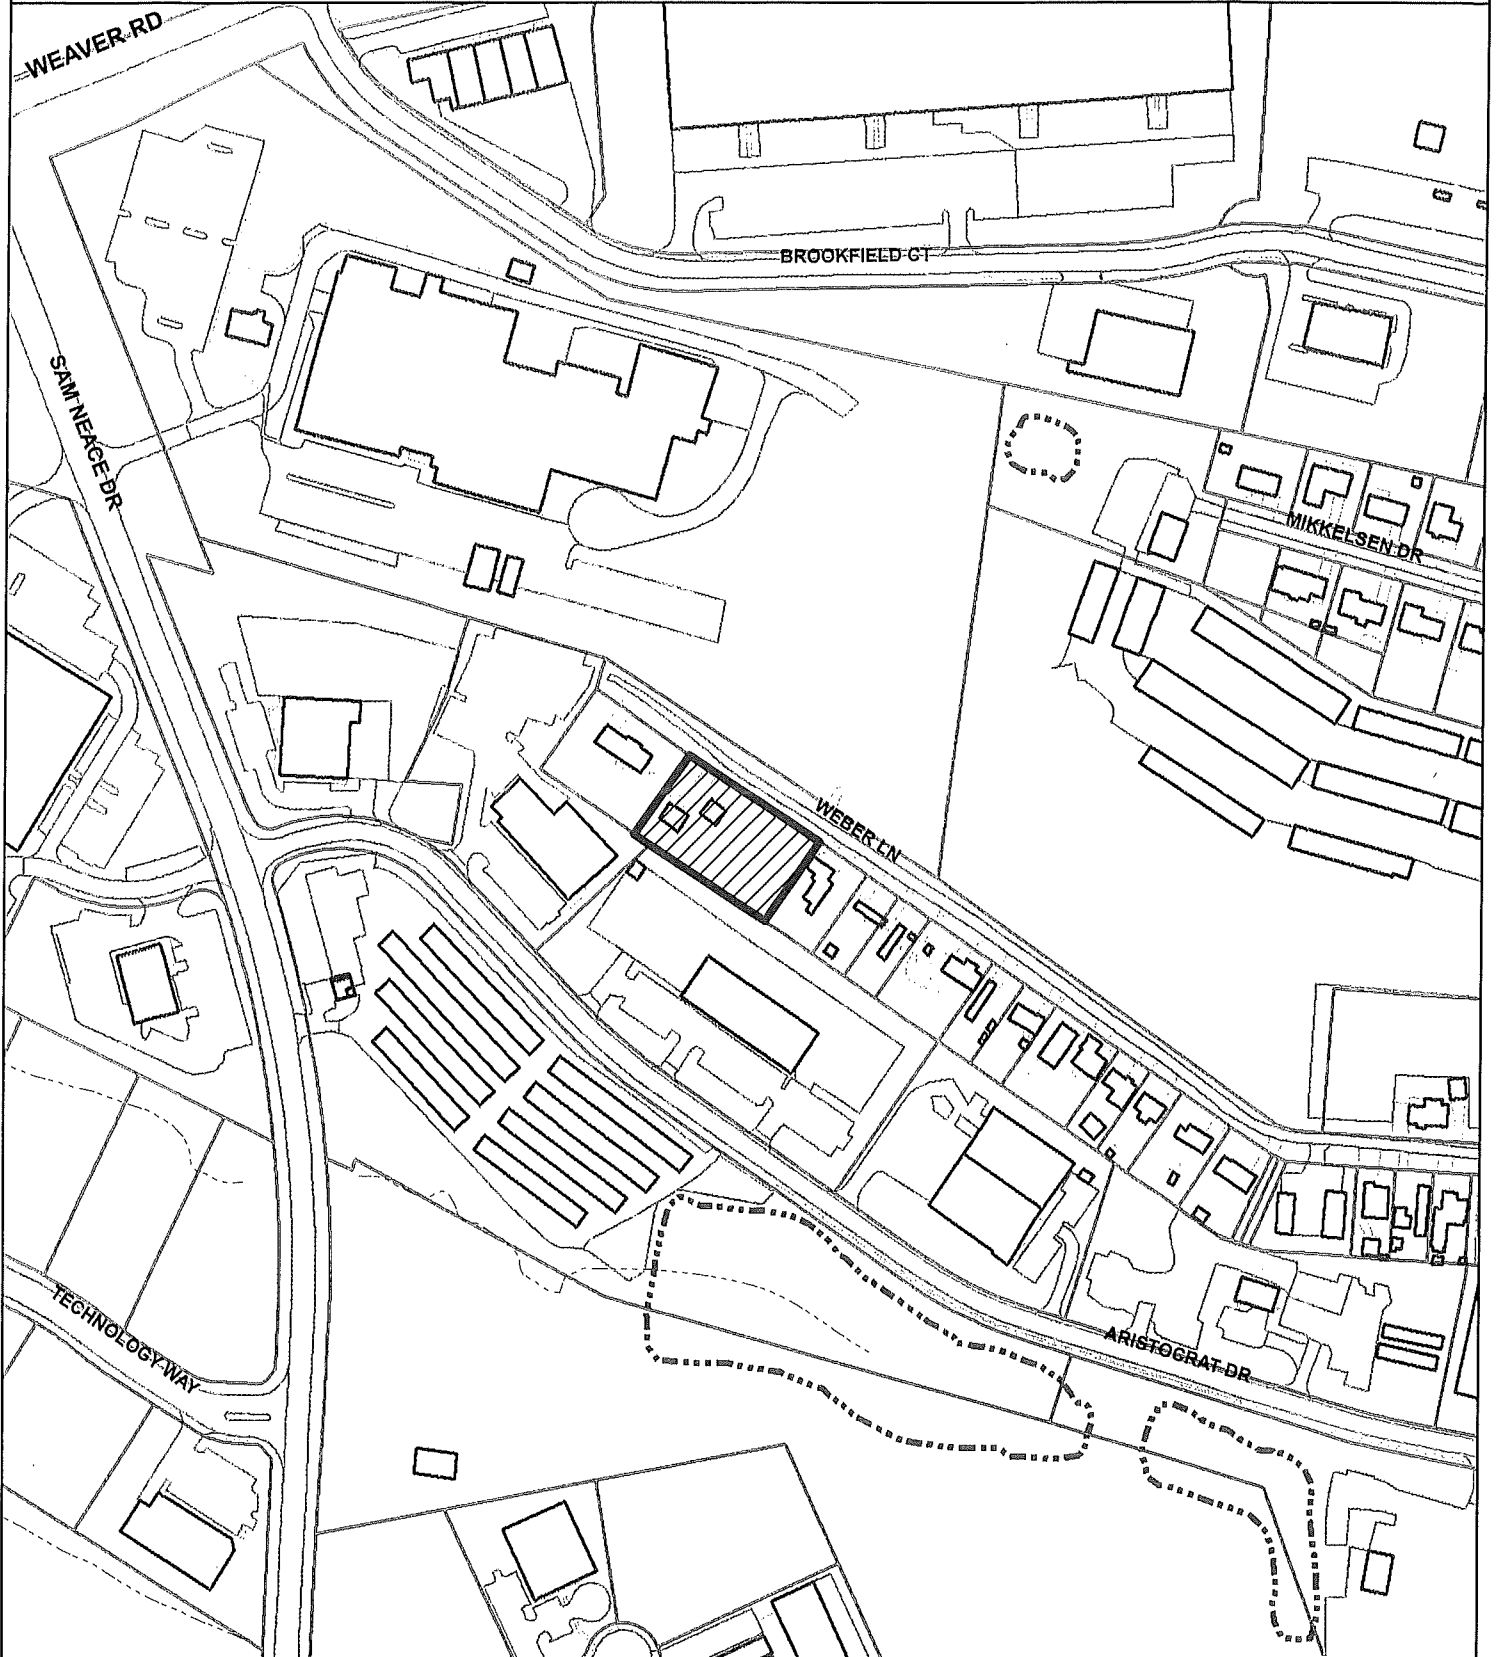 WEAVER RD
BROOKFIELD CT
SAM NEACE DR
MIKKELSEN DR
WEBER LN
TECHNOLOGY WAY
ARISTOCRAT DR